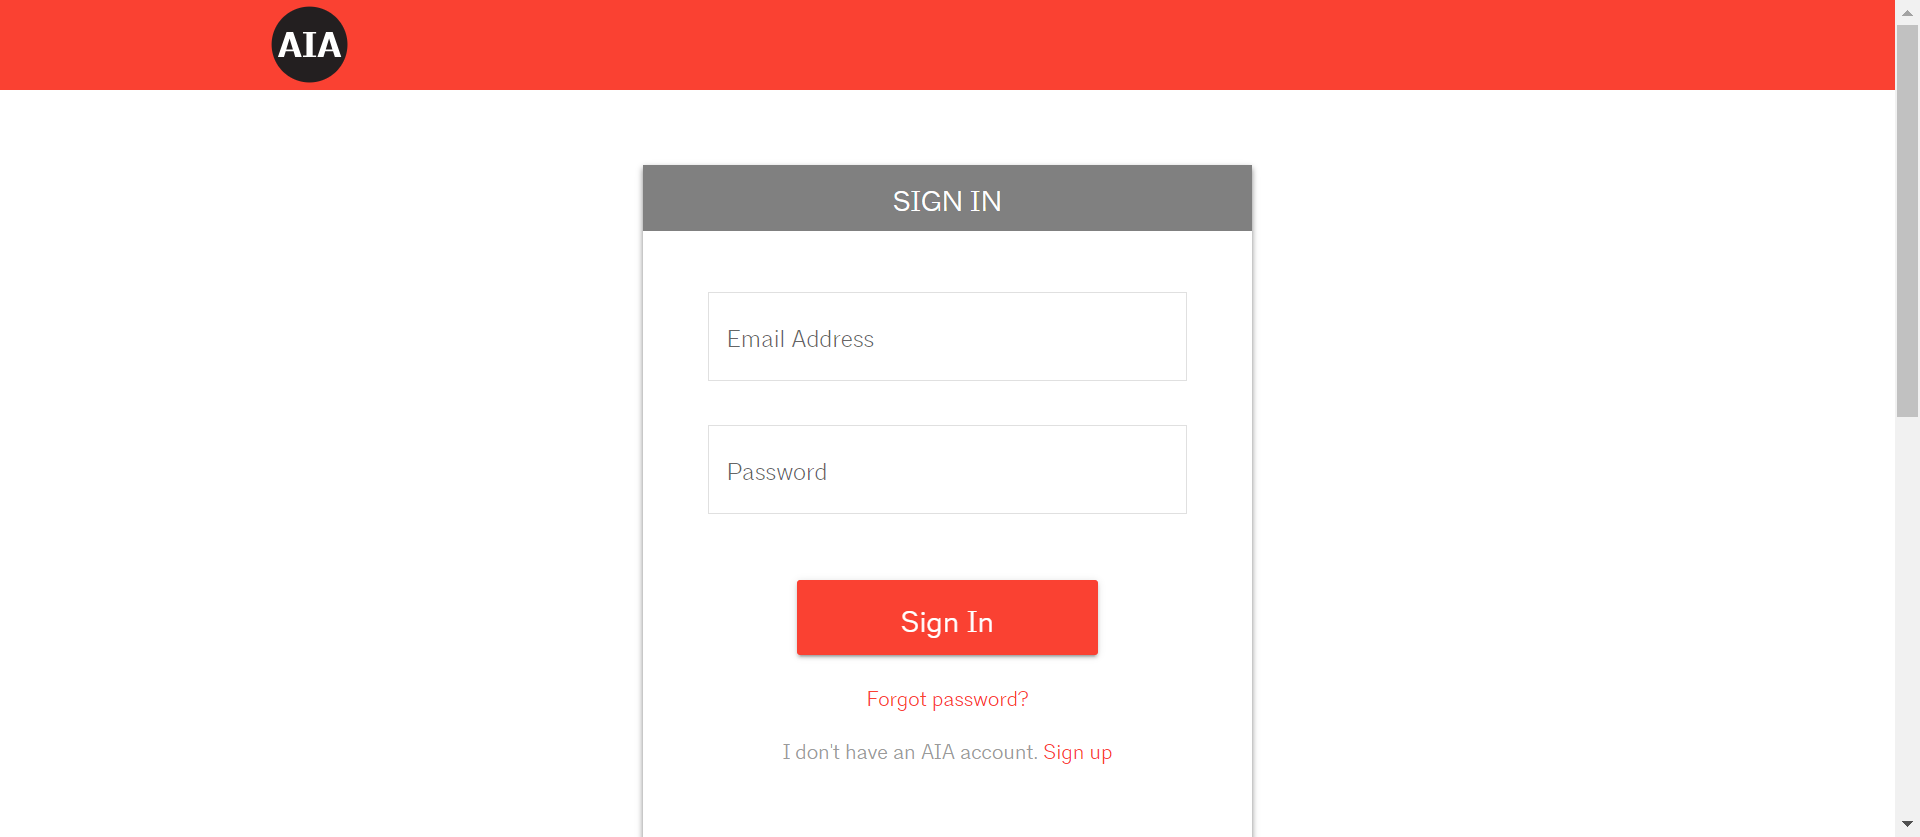 AIA
SIGN IN
Email Address
Password
Sign In
Forgot password?
I don't have an AIA account. Sign up